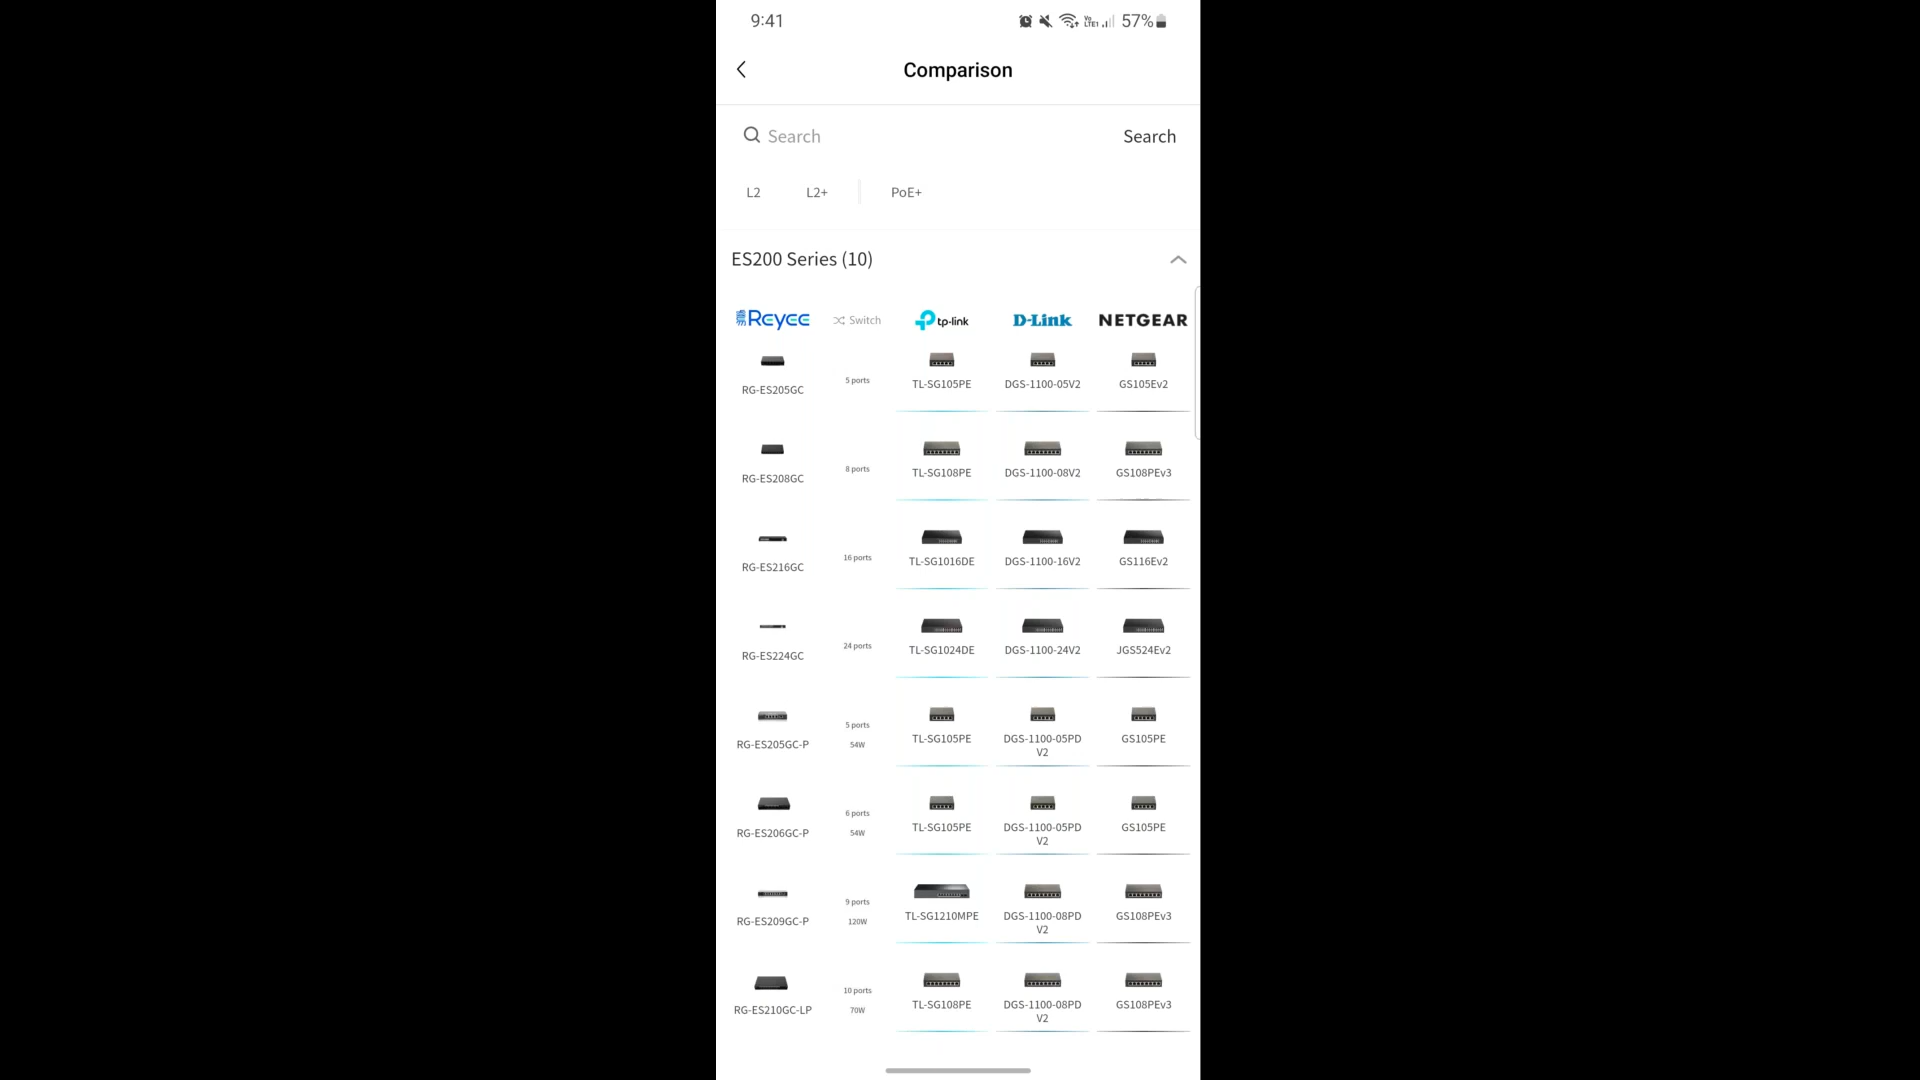 9:41
Vo
LTE1
57%
Comparison
Search
Search
L2
L2+
PoE+
ES200 Series (10)
Reyee
Switch
tp-link
D-Link
NETGEAR
RG-ES205GC
5 ports
TL-SG105PE
DGS-1100-05V2
GS105Ev2
RG-ES208GC
8 ports
TL-SG108PE
DGS-1100-08V2
GS108PEv3
RG-ES216GC
16 ports
TL-SG1016DE
DGS-1100-16V2
GS116Ev2
RG-ES224GC
24 ports
TL-SG1024DE
DGS-1100-24V2
JGS524Ev2
RG-ES205GC-P
5 ports
54W
TL-SG105PE
DGS-1100-05PD
V2
GS105PE
RG-ES206GC-P
6 ports
54W
TL-SG105PE
DGS-1100-05PD
V2
GS105PE
RG-ES209GC-P
9 ports
120W
TL-SG1210MPE
DGS-1100-08PD
V2
GS108PEv3
RG-ES210GC-LP
10 ports
70W
TL-SG108PE
DGS-1100-08PD
V2
GS108PEv3